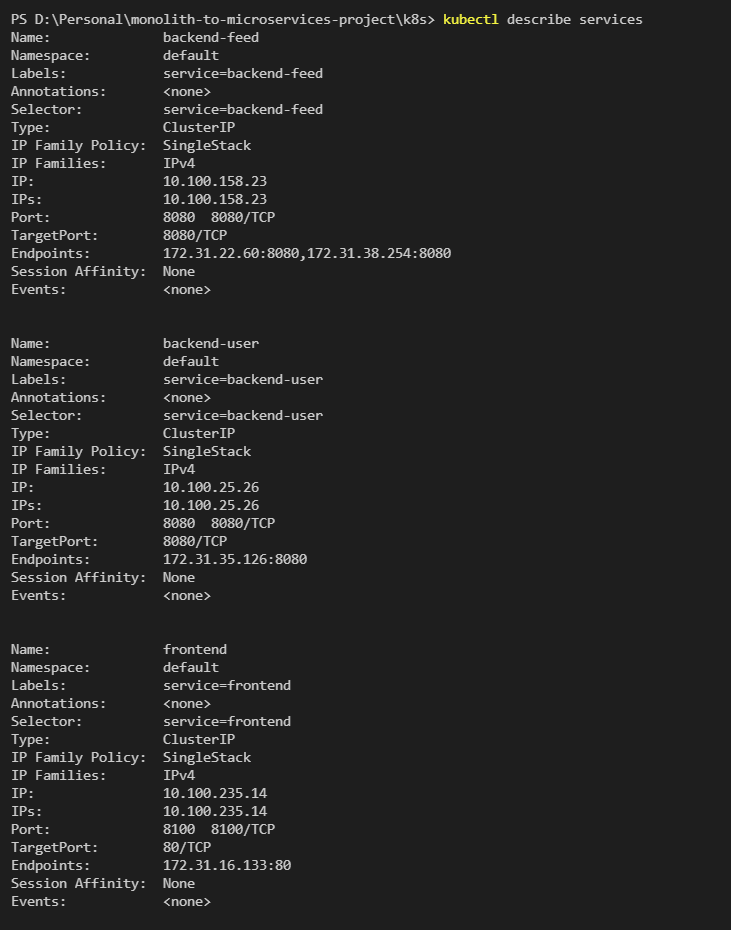 PS D:\Personal\monolith-to-microservices-project\k8s> kubectl describe services
Name:              backend-feed
Namespace:         default
Labels:            service=backend-feed
Annotations:       <none>
Selector:          service=backend-feed
Type:              ClusterIP
IP Family Policy:  SingleStack
IP Families:       IPv4
IP:                10.100.158.23
IPs:               10.100.158.23
Port:              8080  8080/TCP
TargetPort:        8080/TCP
Endpoints:         172.31.22.60:8080,172.31.38.254:8080
Session Affinity:  None
Events:            <none>
Name:              backend-user
Namespace:         default
Labels:            service=backend-user
Annotations:       <none>
Selector:          service=backend-user
Type:              ClusterIP
IP Family Policy:  SingleStack
IP Families:       IPv4
IP:                10.100.25.26
IPs:               10.100.25.26
Port:              8080  8080/TCP
TargetPort:        8080/TCP
Endpoints:         172.31.35.126:8080
Session Affinity:  None
Events:            <none>
Name:              frontend
Namespace:         default
Labels:            service=frontend
Annotations:       <none>
Selector:          service=frontend
Type:              ClusterIP
IP Family Policy:  SingleStack
IP Families:       IPv4
IP:                10.100.235.14
IPs:               10.100.235.14
Port:              8100  8100/TCP
TargetPort:        80/TCP
Endpoints:         172.31.16.133:80
Session Affinity:  None
Events:            <none>